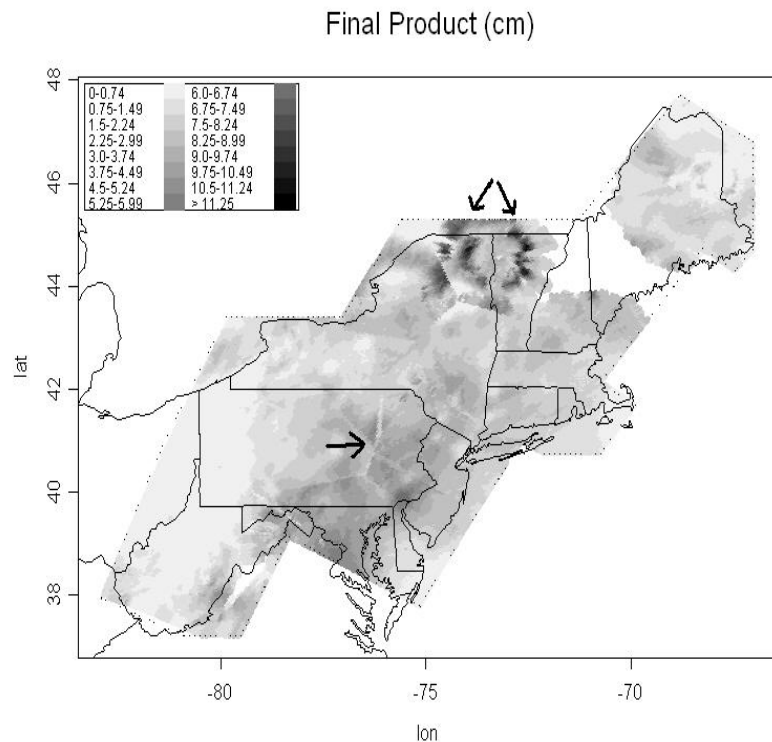 Final Product (cm)
0-0.74 6.0-6.74
0.75-1.49 6.75-7.49
1.5-2.24 7.5-8.24
2.25-2.99 8.25-8.99
3.0-3.74 9.0-9.74
3.75-4.49 9.75-10.49
4.5-5.24 10.5-11.24
5.25-5.99 > 11.25
48
46
44
42
40
38
lat
-80 -75 -70
lon